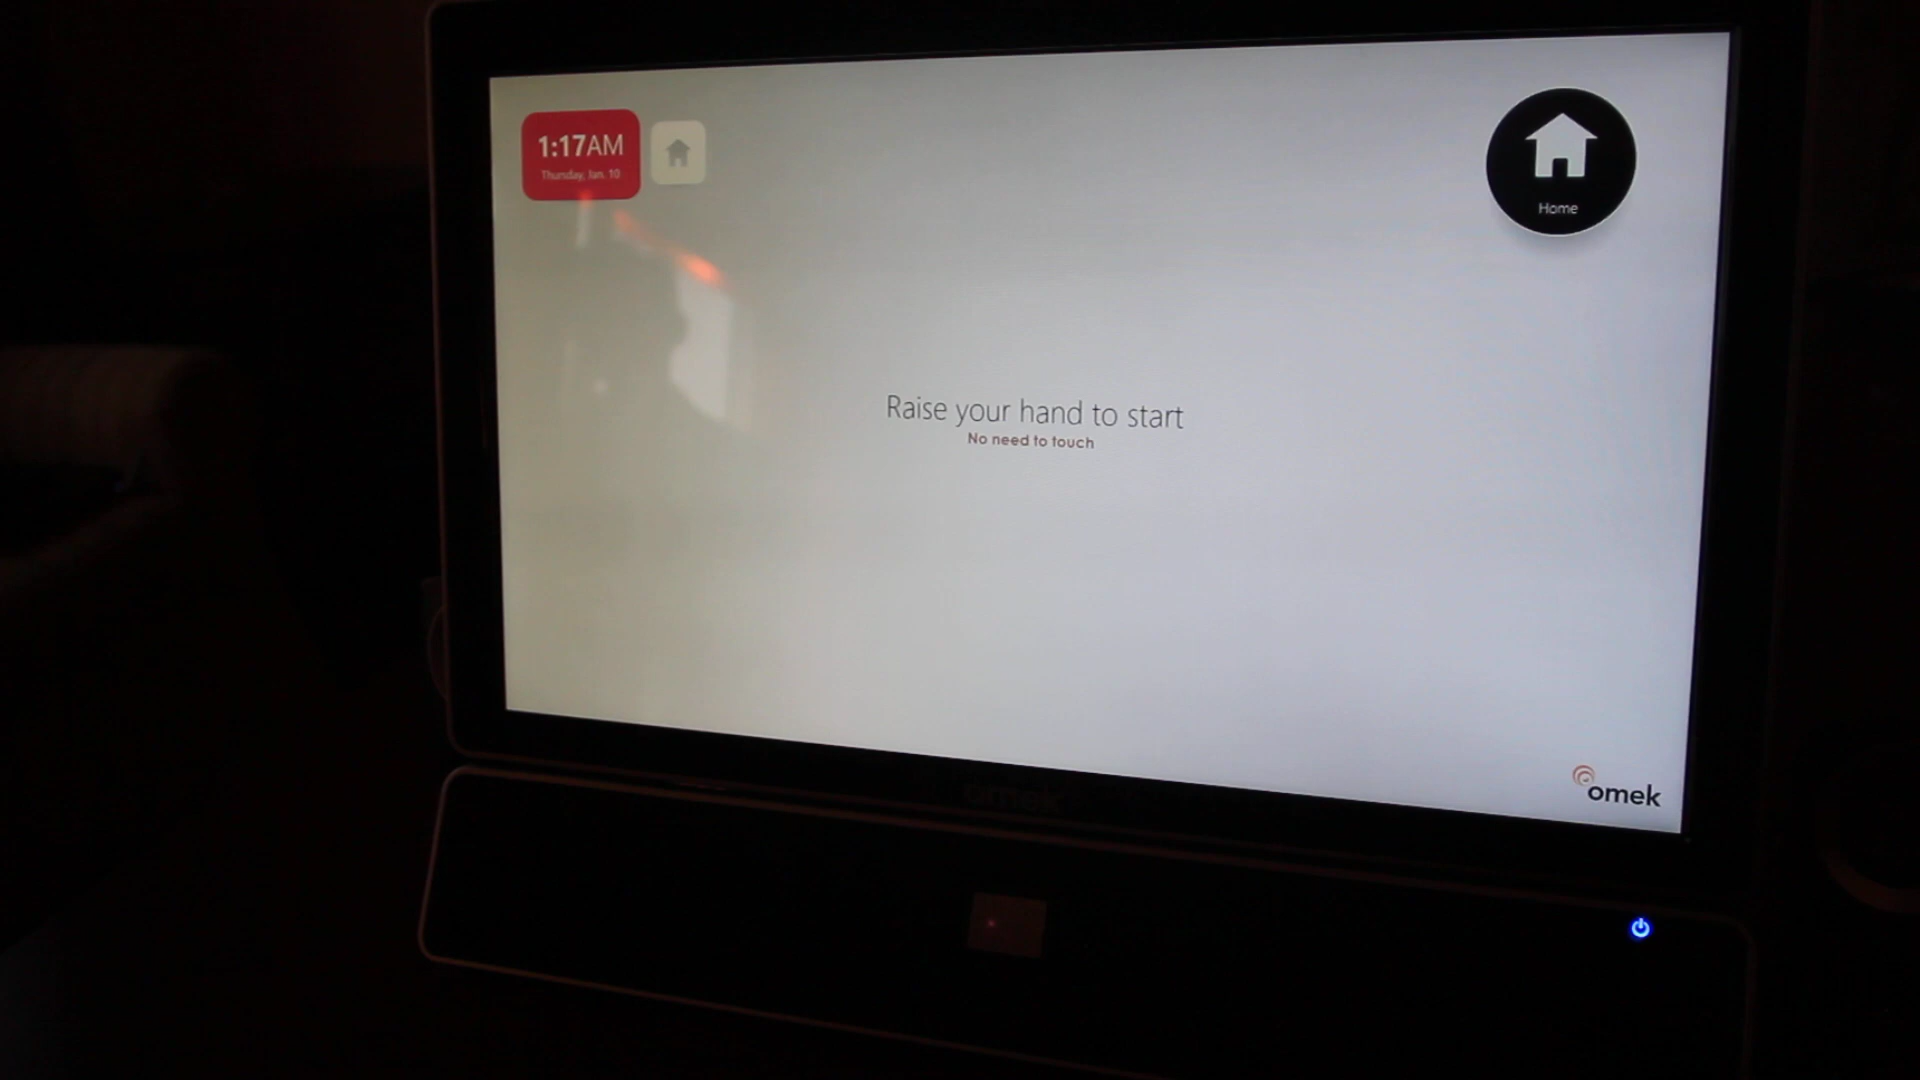 1:17AM
Thursday, Jan. 10
Home
Raise your hand to start
No need to touch
omek